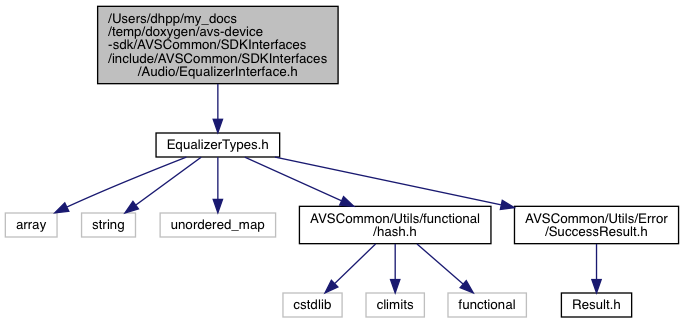 /Users/dhpp/my_docs
/temp/doxygen/avs-device
-sdk/AVSCommon/SDKInterfaces
/include/AVSCommon/SDKInterfaces
/Audio/EqualizerInterface.h
EqualizerTypes.h
array
string
unordered_map
AVSCommon/Utils/functional
/hash.h
AVSCommon/Utils/Error
/SuccessResult.h
cstdlib
climits
functional
Result.h